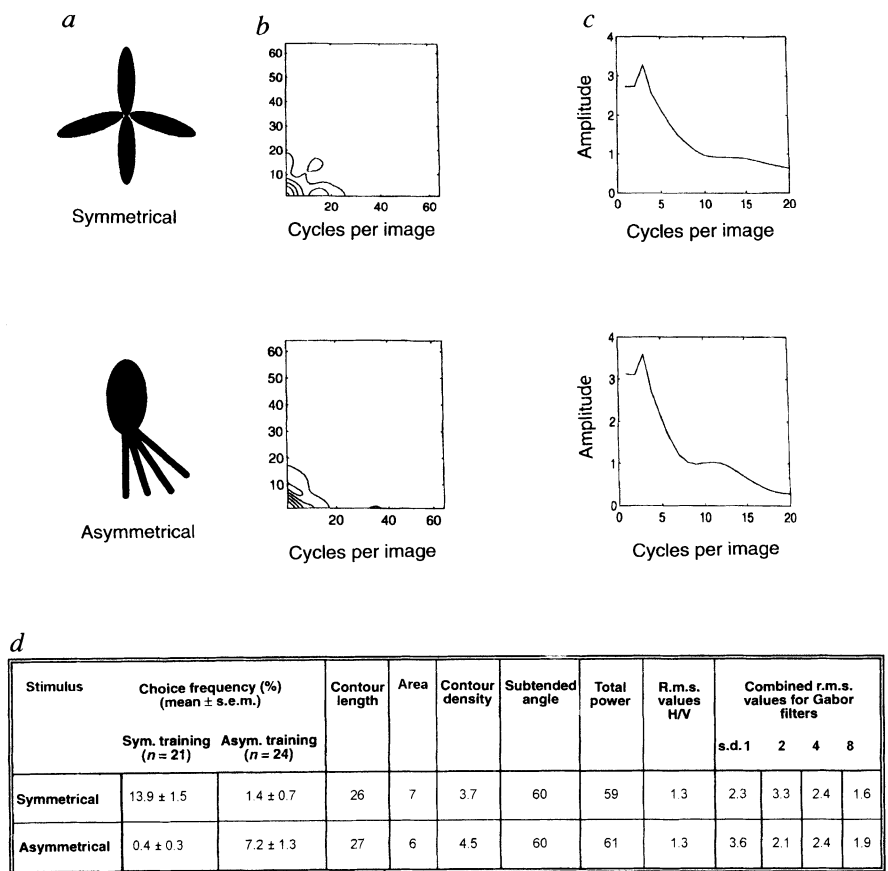 a
b
c
60
50
40
30
20
10
20 40 60
Cycles per image
Symmetrical
4
3
2
1
0
0 5 10 15 20
Amplitude
Cycles per image
60
50
40
30
20
10
20 40 60
Cycles per image
Asymmetrical
4
3
2
1
0
0 5 10 15 20
Amplitude
Cycles per image
d
Stimulus
Choice frequency (%)
(mean ± s.e.m.)
Sym. training
(n = 21)
Asym. training
(n = 24)
Contour
length
Area
Contour
density
Subtended
angle
Total
power
R.m.s.
values
H/V
Combined r.m.s.
values for Gabor
filters
s.d. 1 2 4 8
Symmetrical 13.9 ± 1.5 1.4 ± 0.7 26 7 3.7 60 59 1.3 2.3 3.3 2.4 1.6
Asymmetrical 0.4 ± 0.3 7.2 ± 1.3 27 6 4.5 60 61 1.3 3.6 2.1 2.4 1.9